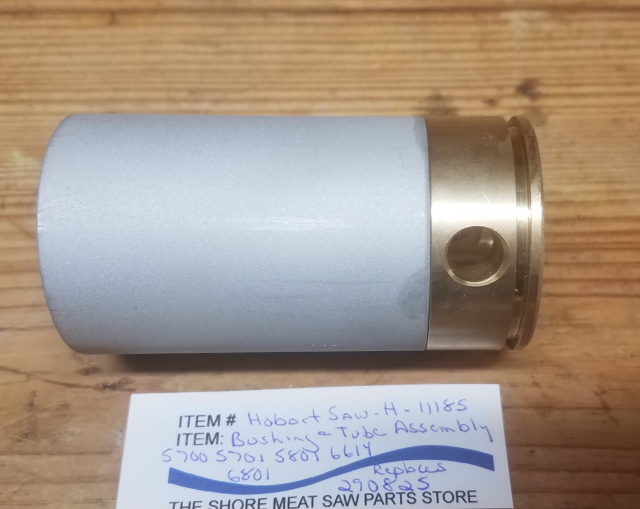 ITEM # Hobart Saw-H-11185
ITEM: Bushing & Tube Assembly
5700 5701 5801 6614
6801 Replaces
290825
THE SHORE MEAT SAW PARTS STORE